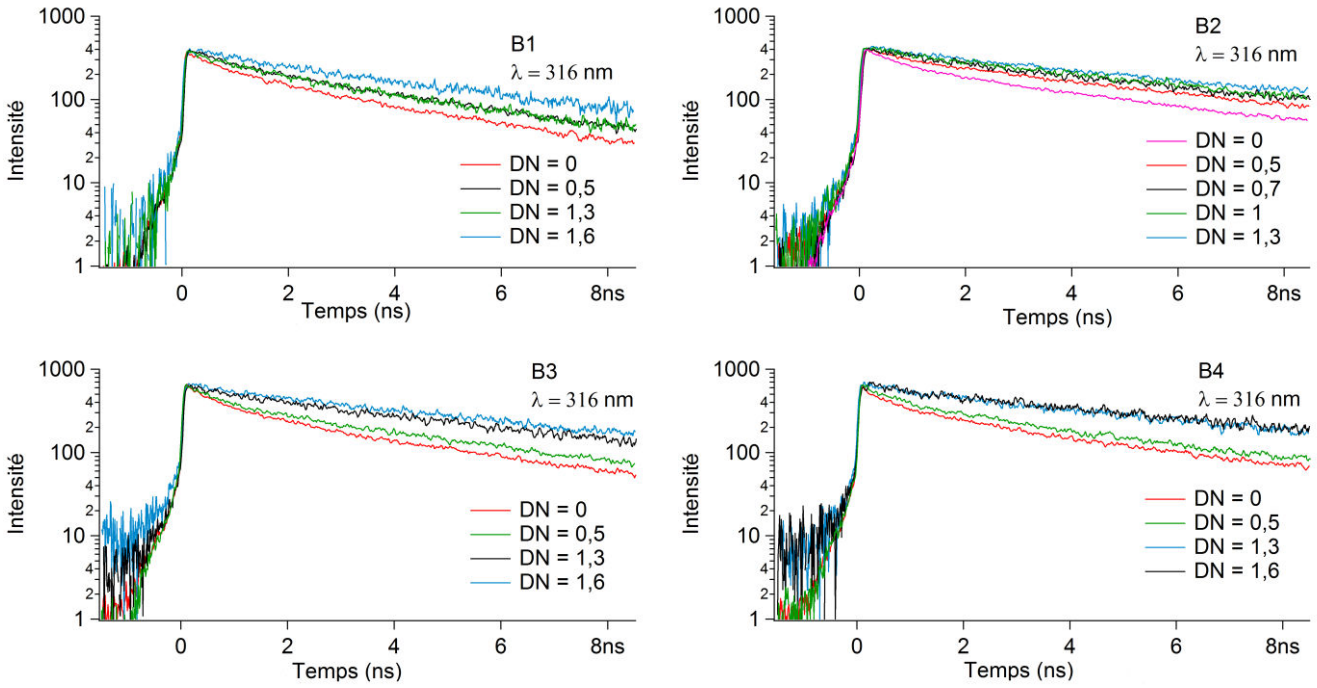 1000
4
2
100
4
2
10
4
2
1
Intensité
B1
λ = 316 nm
DN = 0
DN = 0,5
DN = 1,3
DN = 1,6
0
2
4
6
8ns
Temps (ns)
1000
4
2
100
4
2
10
4
2
1
Intensité
B2
λ = 316 nm
DN = 0
DN = 0,5
DN = 0,7
DN = 1
DN = 1,3
0
2
4
6
8ns
Temps (ns)
1000
4
2
100
4
2
10
4
2
1
Intensité
B3
λ = 316 nm
DN = 0
DN = 0,5
DN = 1,3
DN = 1,6
0
2
4
6
8ns
Temps (ns)
1000
4
2
100
4
2
10
4
2
1
Intensité
B4
λ = 316 nm
DN = 0
DN = 0,5
DN = 1,3
DN = 1,6
0
2
4
6
8ns
Temps (ns)